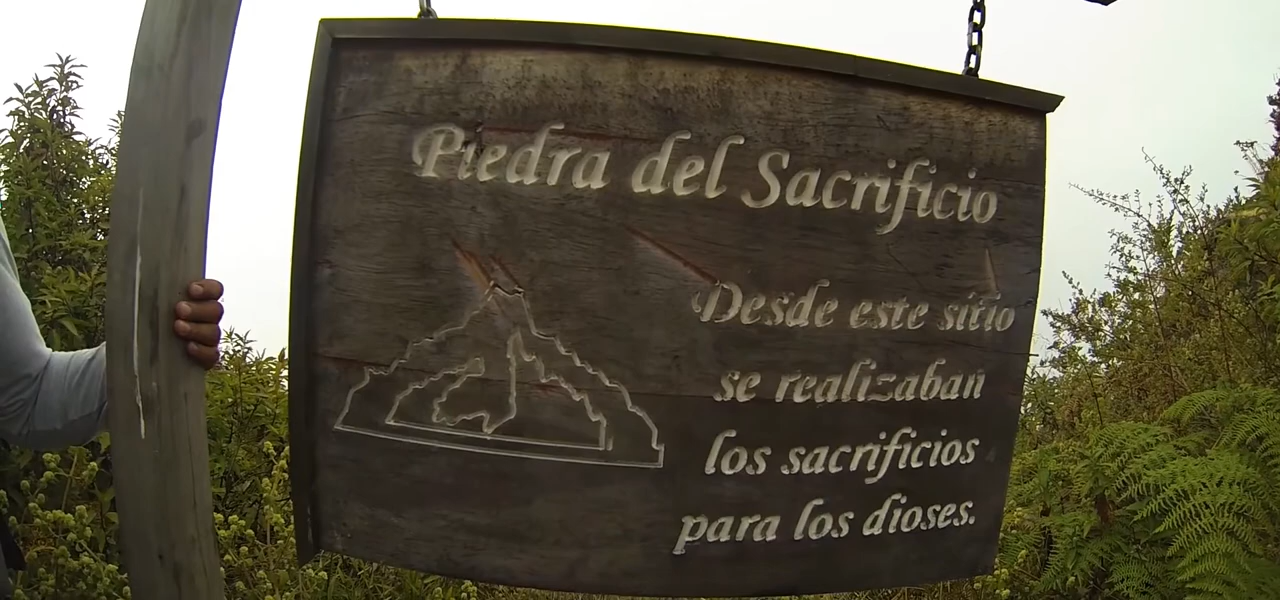 Piedra del Sacrificio
Desde este sitio
se realizaban
los sacrificios
para los dioses.